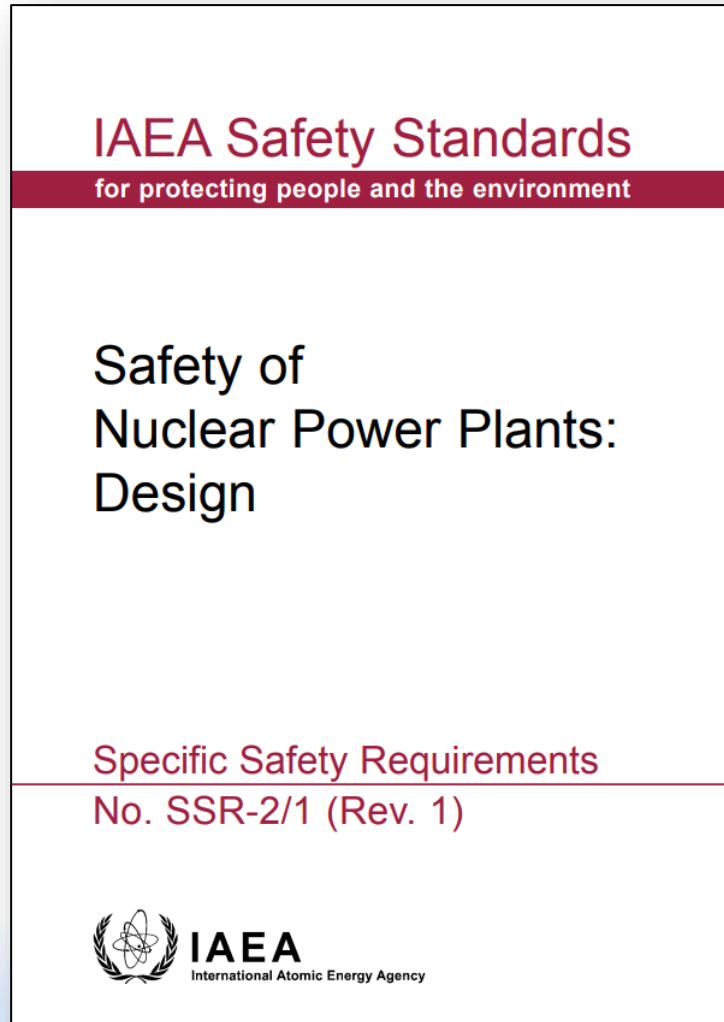 IAEA Safety Standards
for protecting people and the environment
Safety of
Nuclear Power Plants:
Design
Specific Safety Requirements
No. SSR-2/1 (Rev. 1)
IAEA
International Atomic Energy Agency